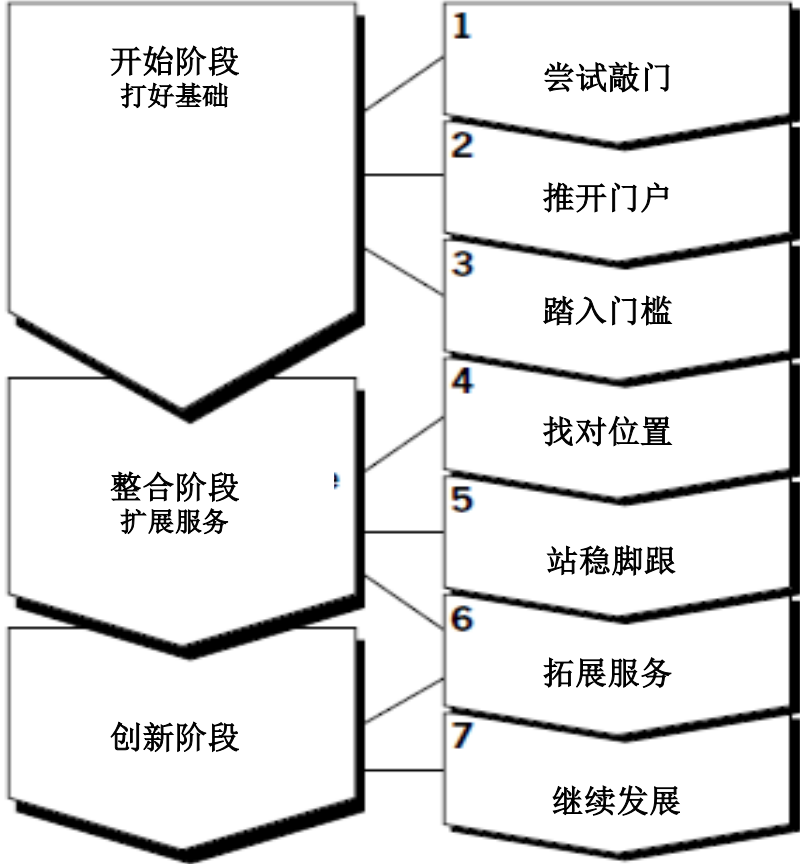 开始阶段
打好基础
整合阶段
扩展服务
创新阶段
1
尝试敲门
2
推开门户
3
踏入门槛
4
找对位置
5
站稳脚跟
6
拓展服务
7
继续发展